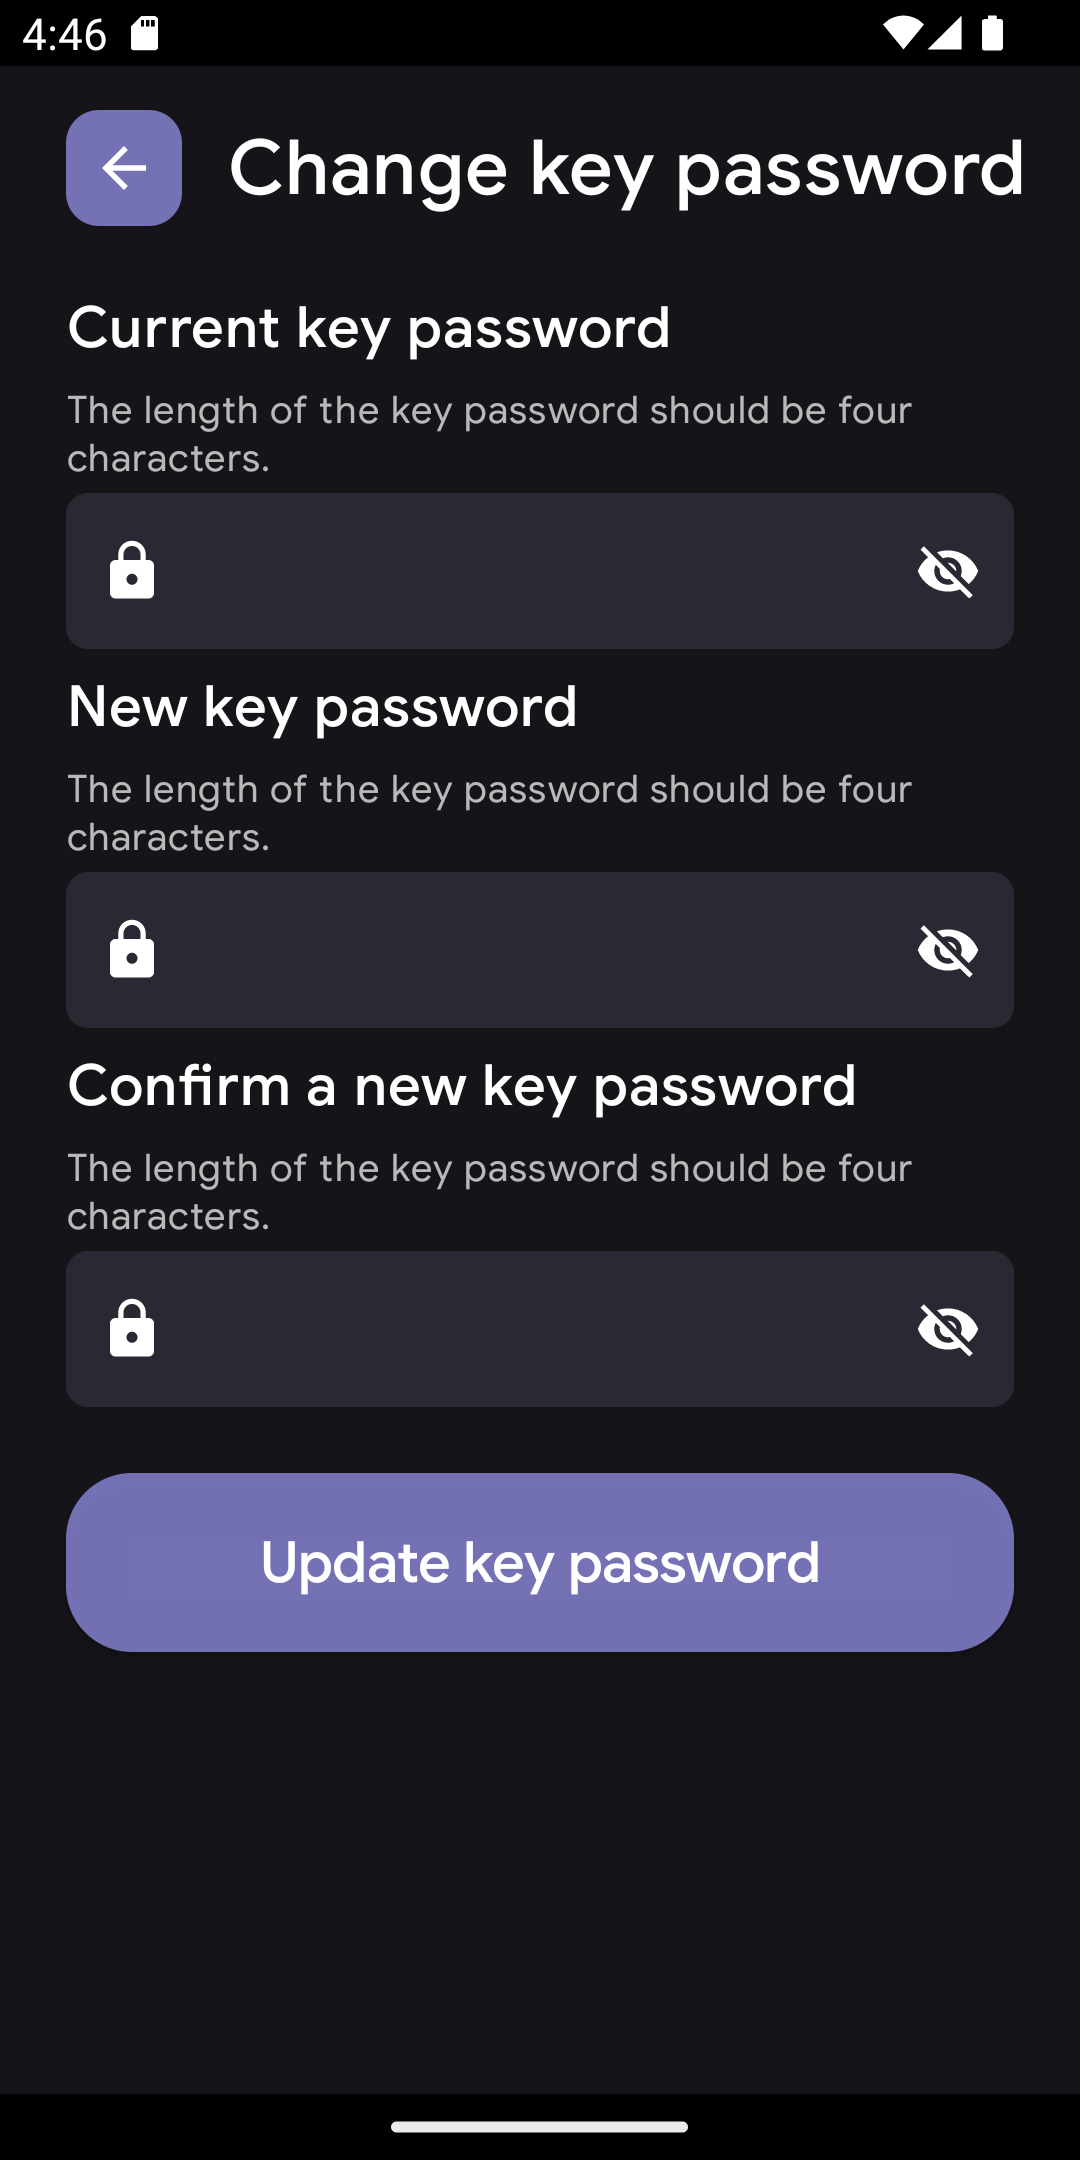 4:46
Change key password
Current key password
The length of the key password should be four
characters.
New key password
The length of the key password should be four
characters.
Confirm a new key password
The length of the key password should be four
characters.
Update key password